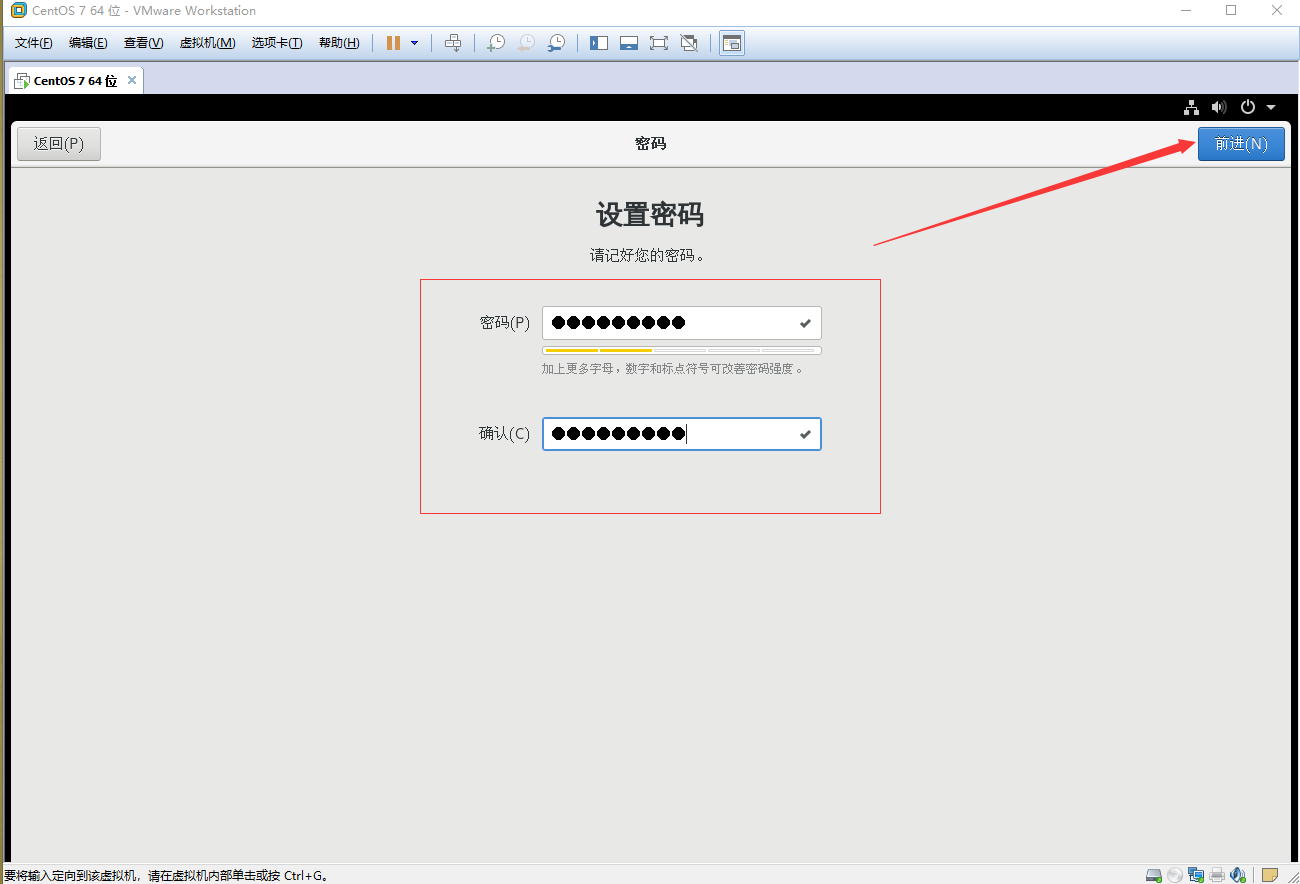 CentOS 7 64 位 - VMware Workstation
文件(F) 编辑(E) 查看(V) 虚拟机(M) 选项卡(T) 帮助(H)
CentOS 7 64 位
返回(P) 密码 前进(N)
设置密码
请记好您的密码。
密码(P)
加上更多字母，数字和标点符号可改善密码强度。
确认(C)
要将输入定向到该虚拟机，请在虚拟机内部单击或按 Ctrl+G。